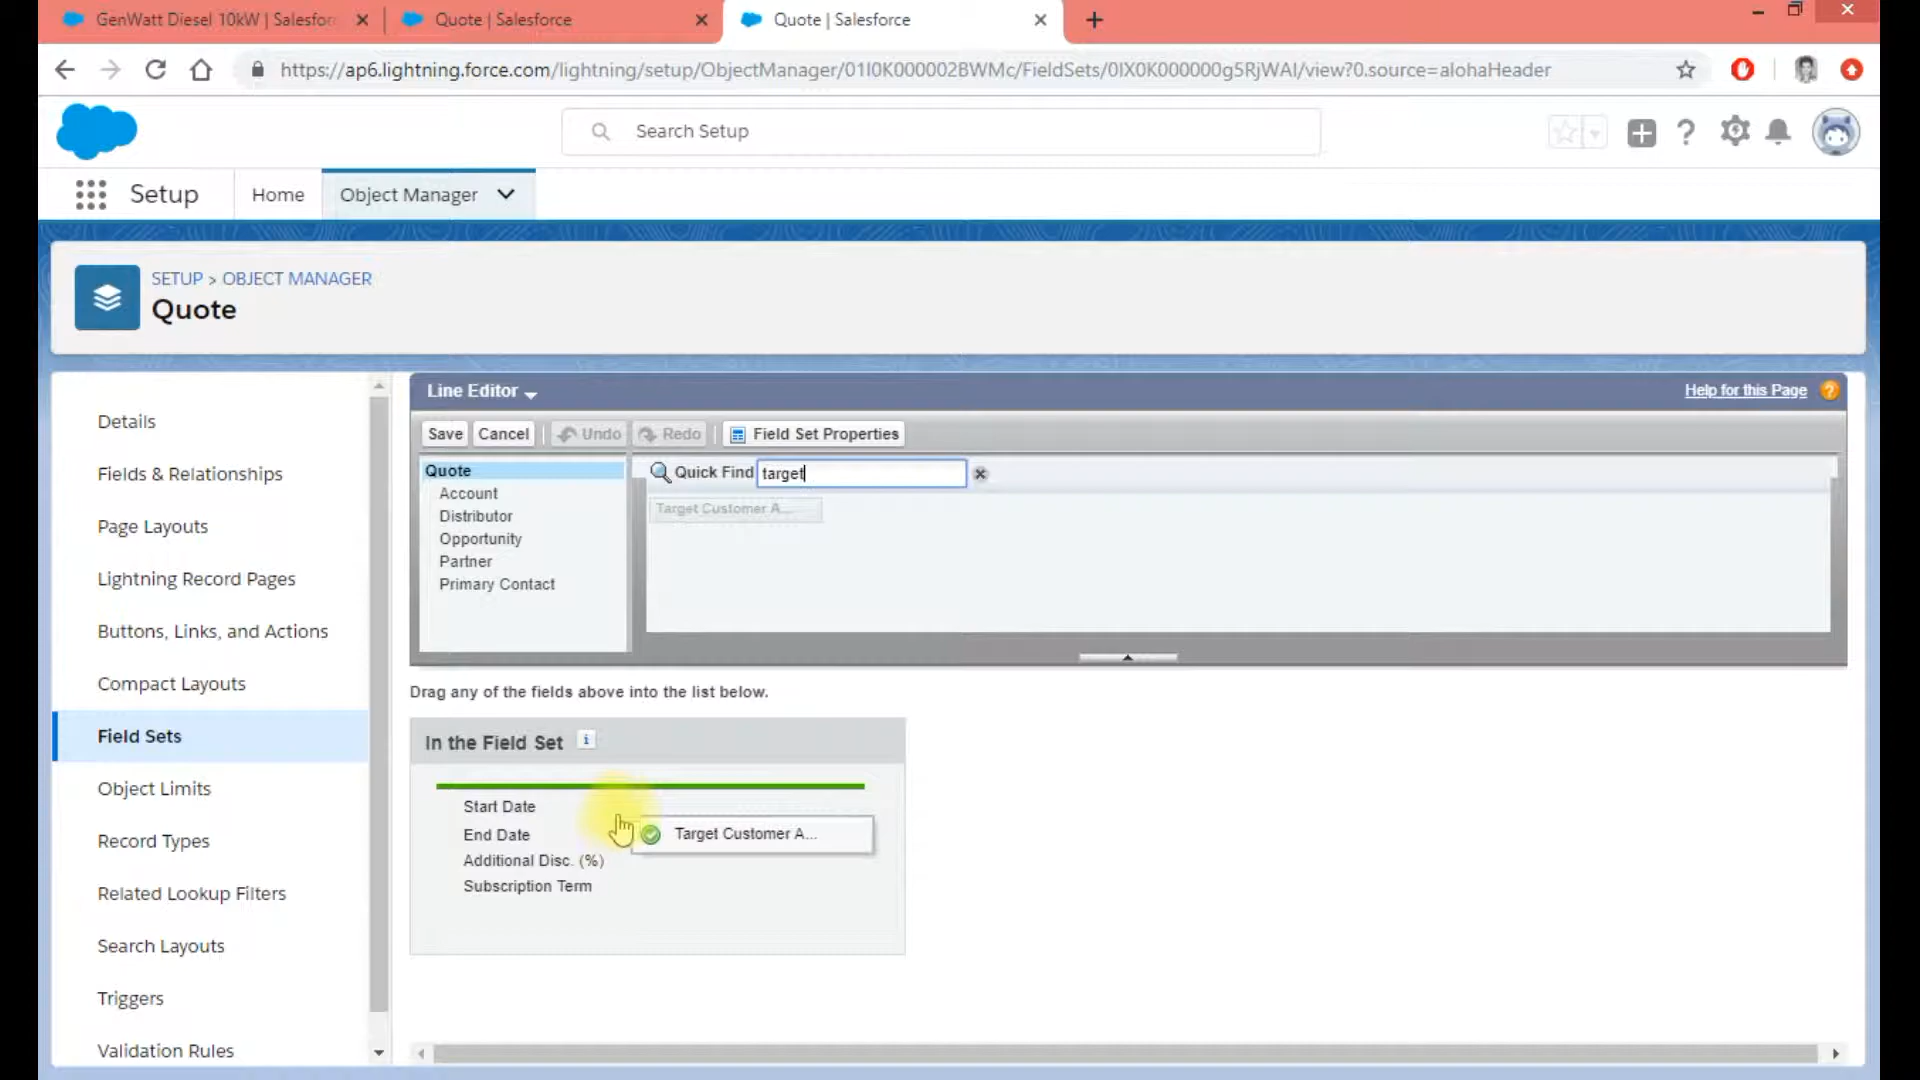 GenWatt Diesel 10kW | Salesfor
Quote | Salesforce
Quote | Salesforce
https://ap6.lightning.force.com/lightning/setup/ObjectManager/01I0K000002BWMc/FieldSets/0IX0K000000g5RjWAI/view?0.source=alohaHeader
Search Setup
Setup
Home
Object Manager
SETUP > OBJECT MANAGER
Quote
Details
Fields & Relationships
Page Layouts
Lightning Record Pages
Buttons, Links, and Actions
Compact Layouts
Field Sets
Object Limits
Record Types
Related Lookup Filters
Search Layouts
Triggers
Validation Rules
Line Editor
Help for this Page
Save
Cancel
Undo
Redo
Field Set Properties
Quote
Account
Distributor
Opportunity
Partner
Primary Contact
Quick Find target
Target Customer A...
Drag any of the fields above into the list below.
In the Field Set
Start Date
End Date
Additional Disc. (%)
Subscription Term
Target Customer A...